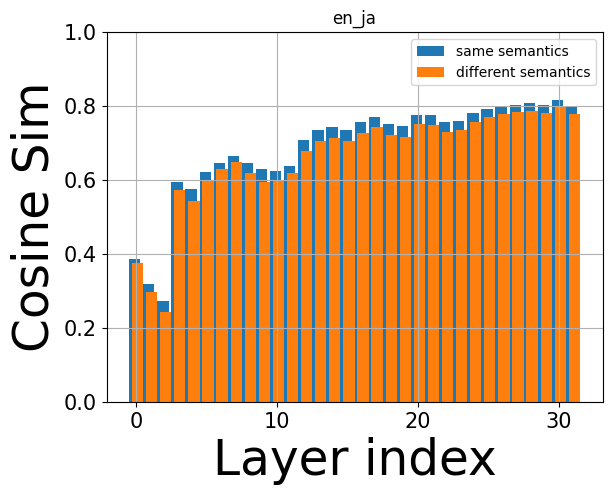 en_ja
same semantics
different semantics
Cosine Sim
1.0
0.8
0.6
0.4
0.2
0.0
0 10 20 30
Layer index